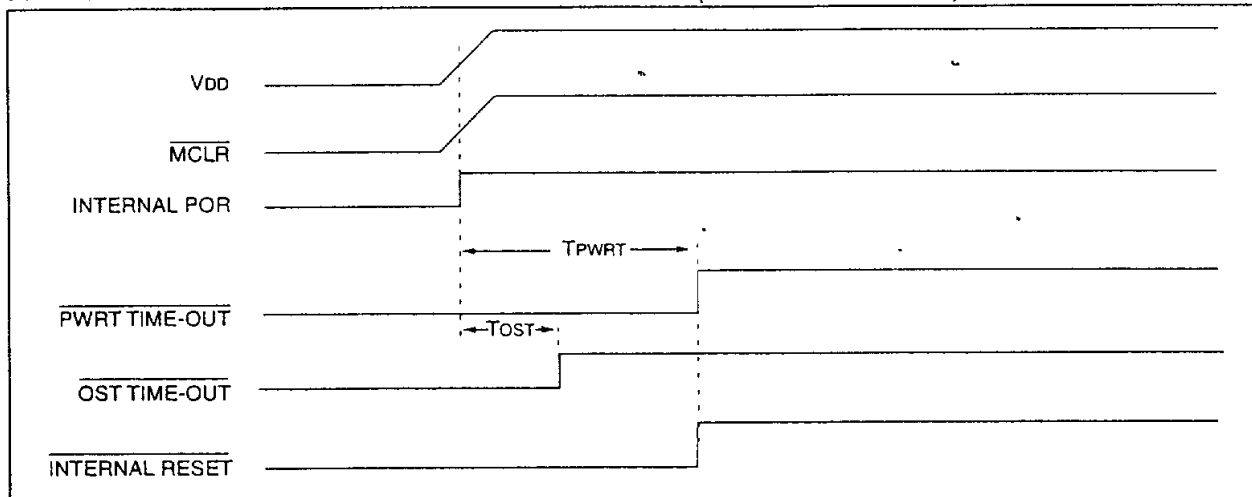 VDD
MCLR
INTERNAL POR
TPWRT
PWRT TIME-OUT
TOST
OST TIME-OUT
INTERNAL RESET